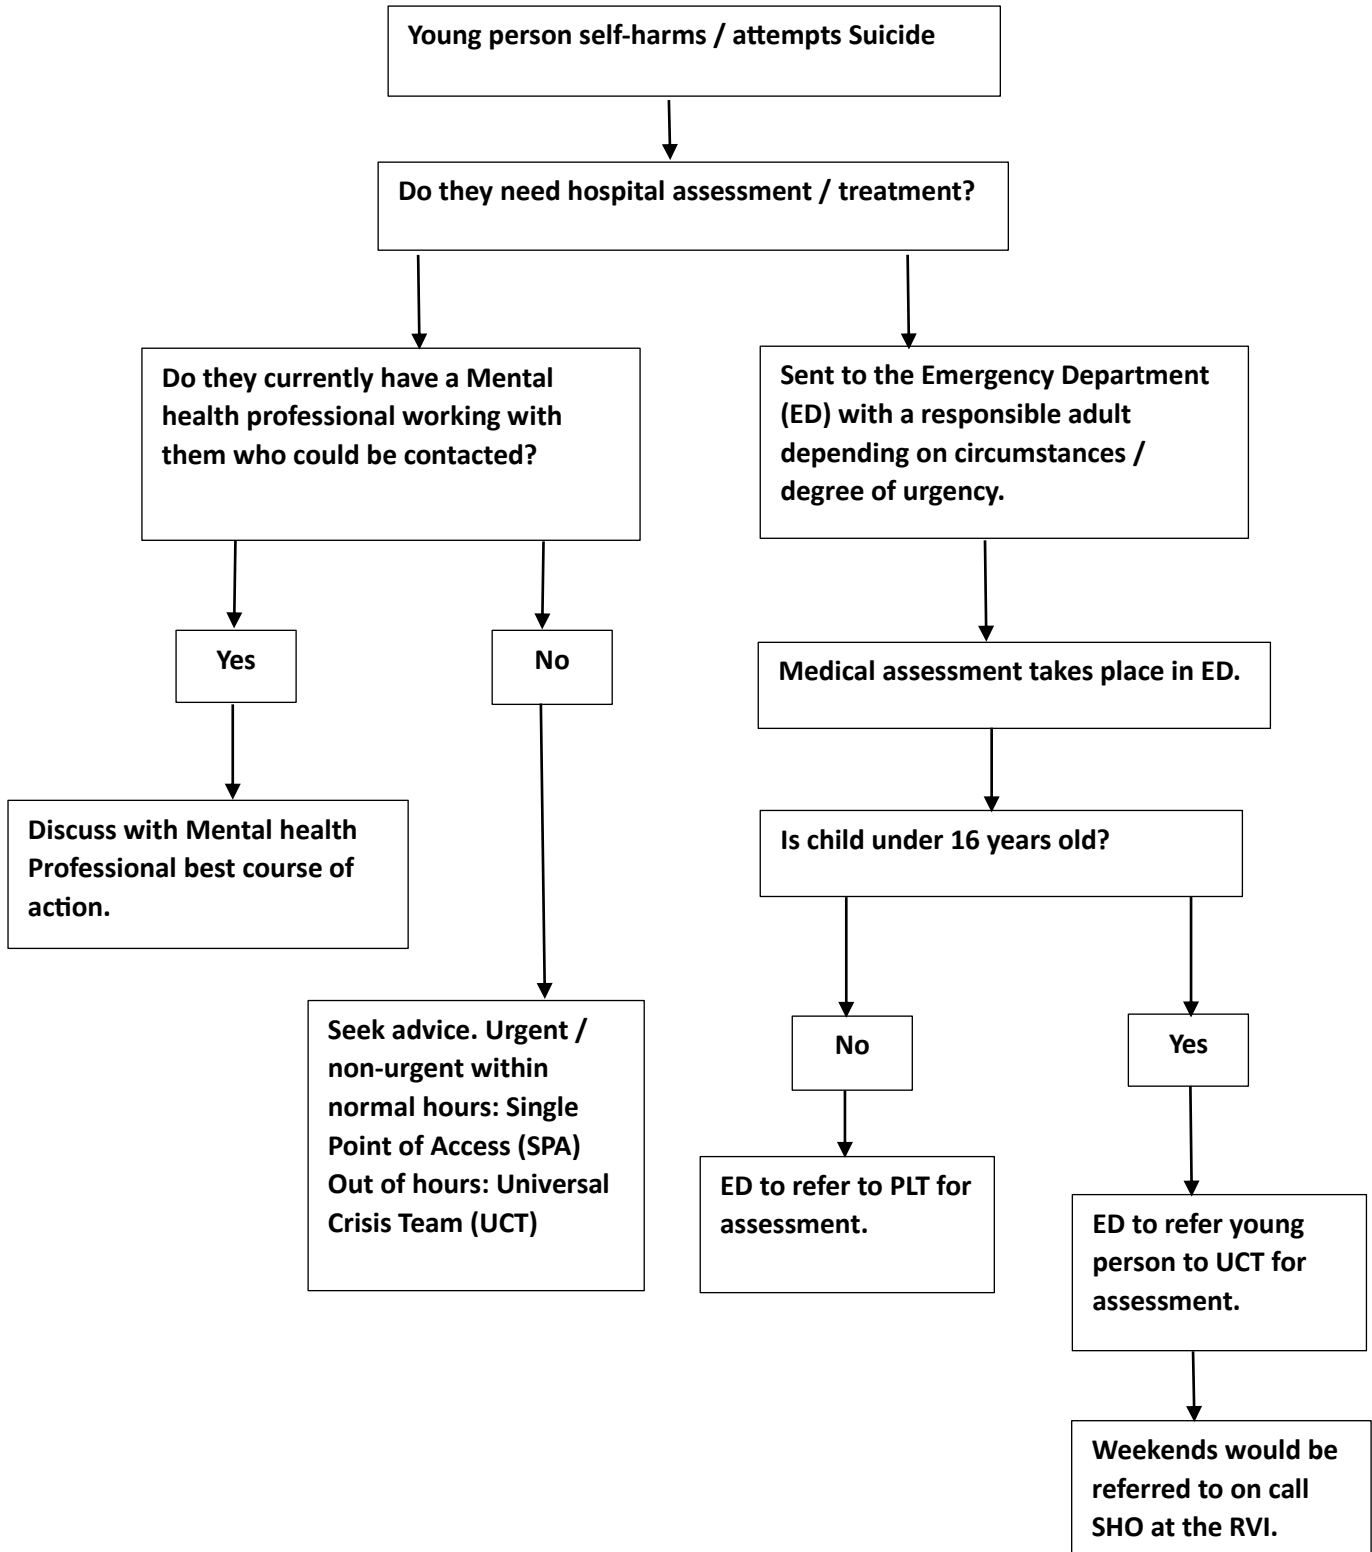 Young person self-harms / attempts Suicide
Do they need hospital assessment / treatment?
Do they currently have a Mental
health professional working with
them who could be contacted?
Sent to the Emergency Department
(ED) with a responsible adult
depending on circumstances /
degree of urgency.
Yes
No
Medical assessment takes place in ED.
Discuss with Mental health
Professional best course of
action.
Is child under 16 years old?
Seek advice. Urgent /
non-urgent within
normal hours: Single
Point of Access (SPA)
Out of hours: Universal
Crisis Team (UCT)
No
Yes
ED to refer to PLT for
assessment.
ED to refer young
person to UCT for
assessment.
Weekends would be
referred to on call
SHO at the RVI.